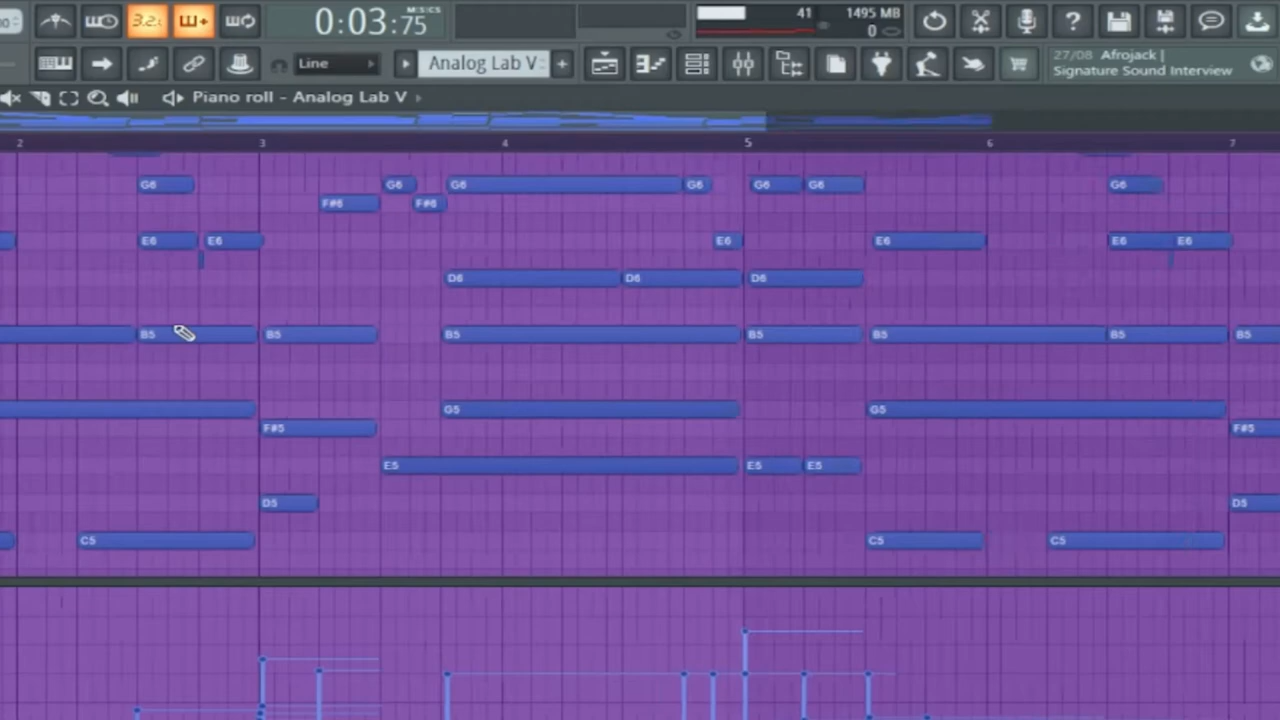 3.2: 0:03:75 M:S:CS 41 1495 MB 0 ?
Line Analog Lab V + 27/08 Afrojack |
Signature Sound Interview
Piano roll - Analog Lab V
2 3 4 5 6 7
G6 G6 G6 G6 G6 G6 G6
F#6 F#6
E6 E6 E6 E6 E6 E6
D6 D6 D6
B5 B5 B5 B5 B5 B5 B5
G5 G5
F#5 F#5
E5 E5 E5
D5 D5
C5 C5 C5